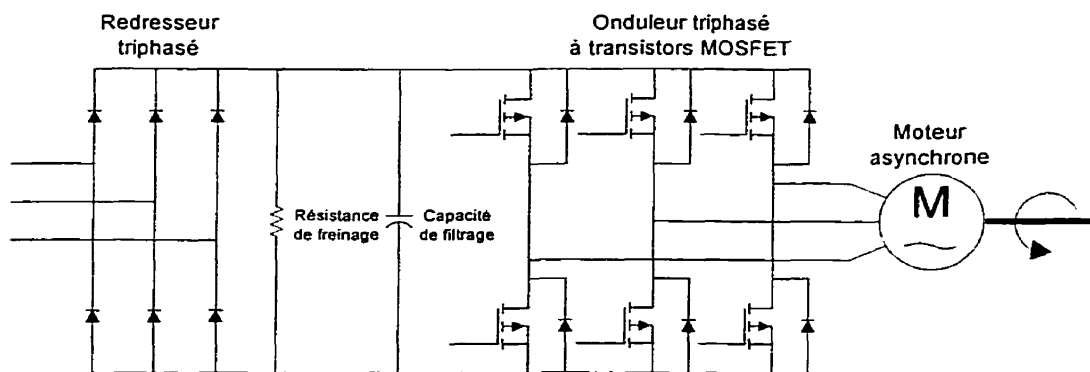 Redresseur
triphasé
Onduleur triphasé
à transistors MOSFET
Résistance
de freinage
Capacité
de filtrage
Moteur
asynchrone
M